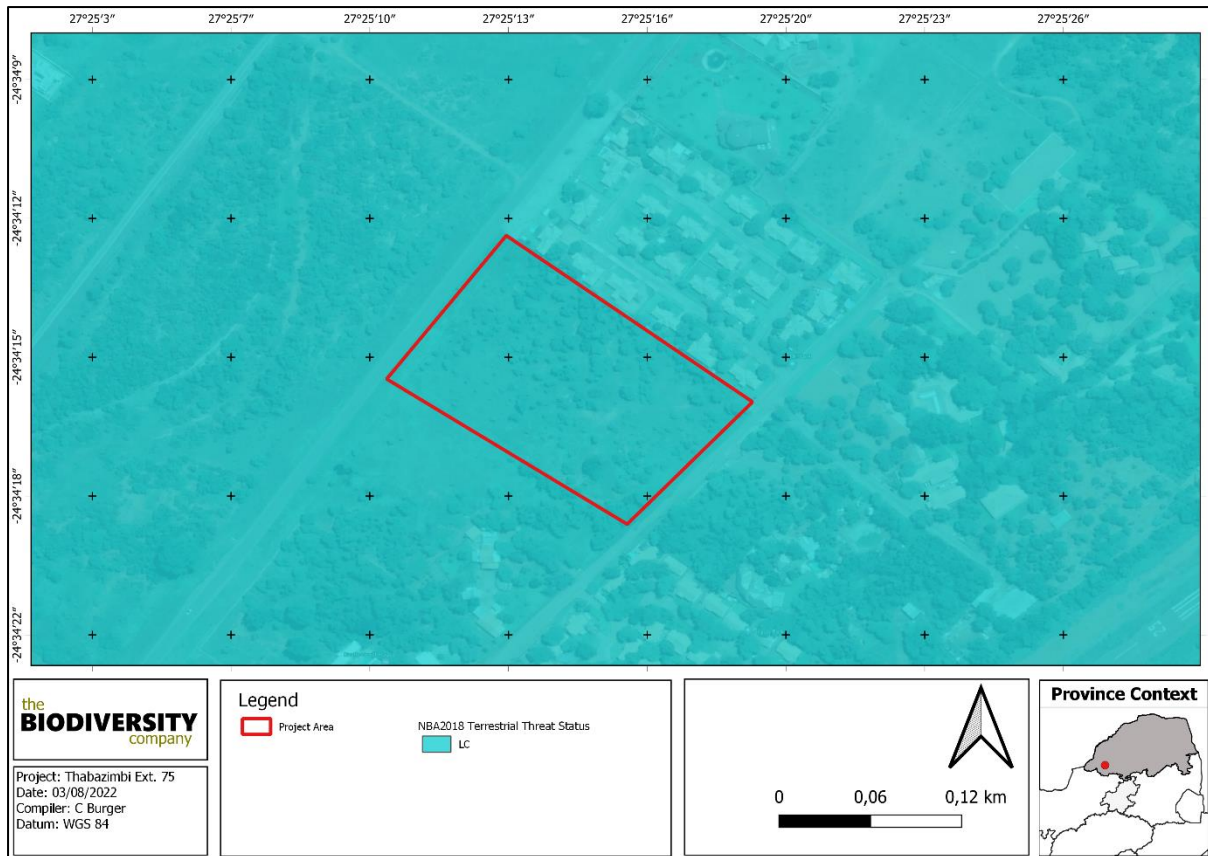 27°25′3″ 27°25′7″ 27°25′10″ 27°25′13″ 27°25′16″ 27°25′20″ 27°25′23″ 27°25′26″
-24°34′9″
-24°34′12″
-24°34′15″
-24°34′18″
-24°34′22″
the
BIODIVERSITY
company
Project: Thabazimbi Ext. 75
Date: 03/08/2022
Compiler: C Burger
Datum: WGS 84
Legend
Project Area
NBA2018 Terrestrial Threat Status
LC
0 0,06 0,12 km
Province Context